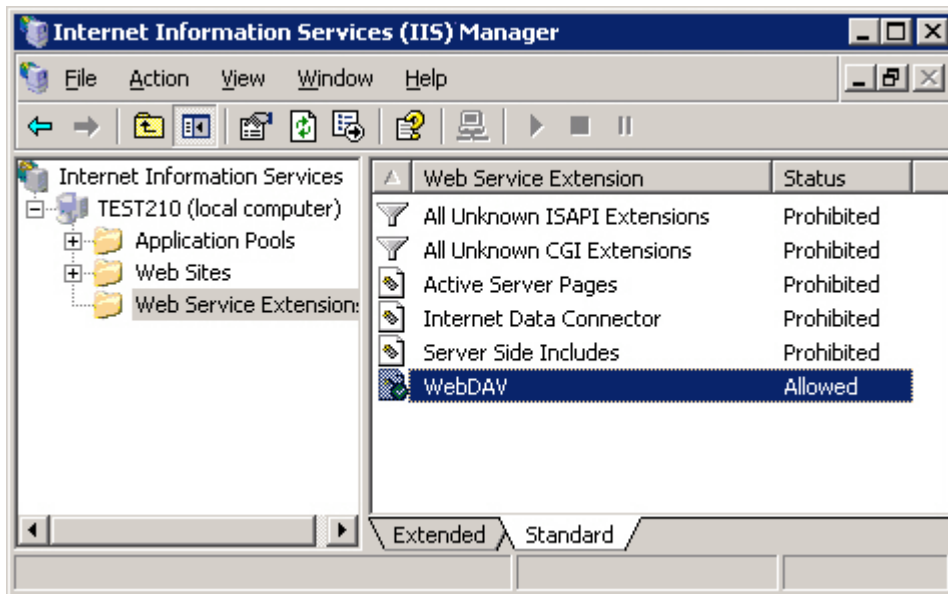 Internet Information Services (IIS) Manager
File Action View Window Help
Internet Information Services
TEST210 (local computer)
Application Pools
Web Sites
Web Service Extension
Web Service Extension Status
All Unknown ISAPI Extensions Prohibited
All Unknown CGI Extensions Prohibited
Active Server Pages Prohibited
Internet Data Connector Prohibited
Server Side Includes Prohibited
WebDAV Allowed
Extended Standard